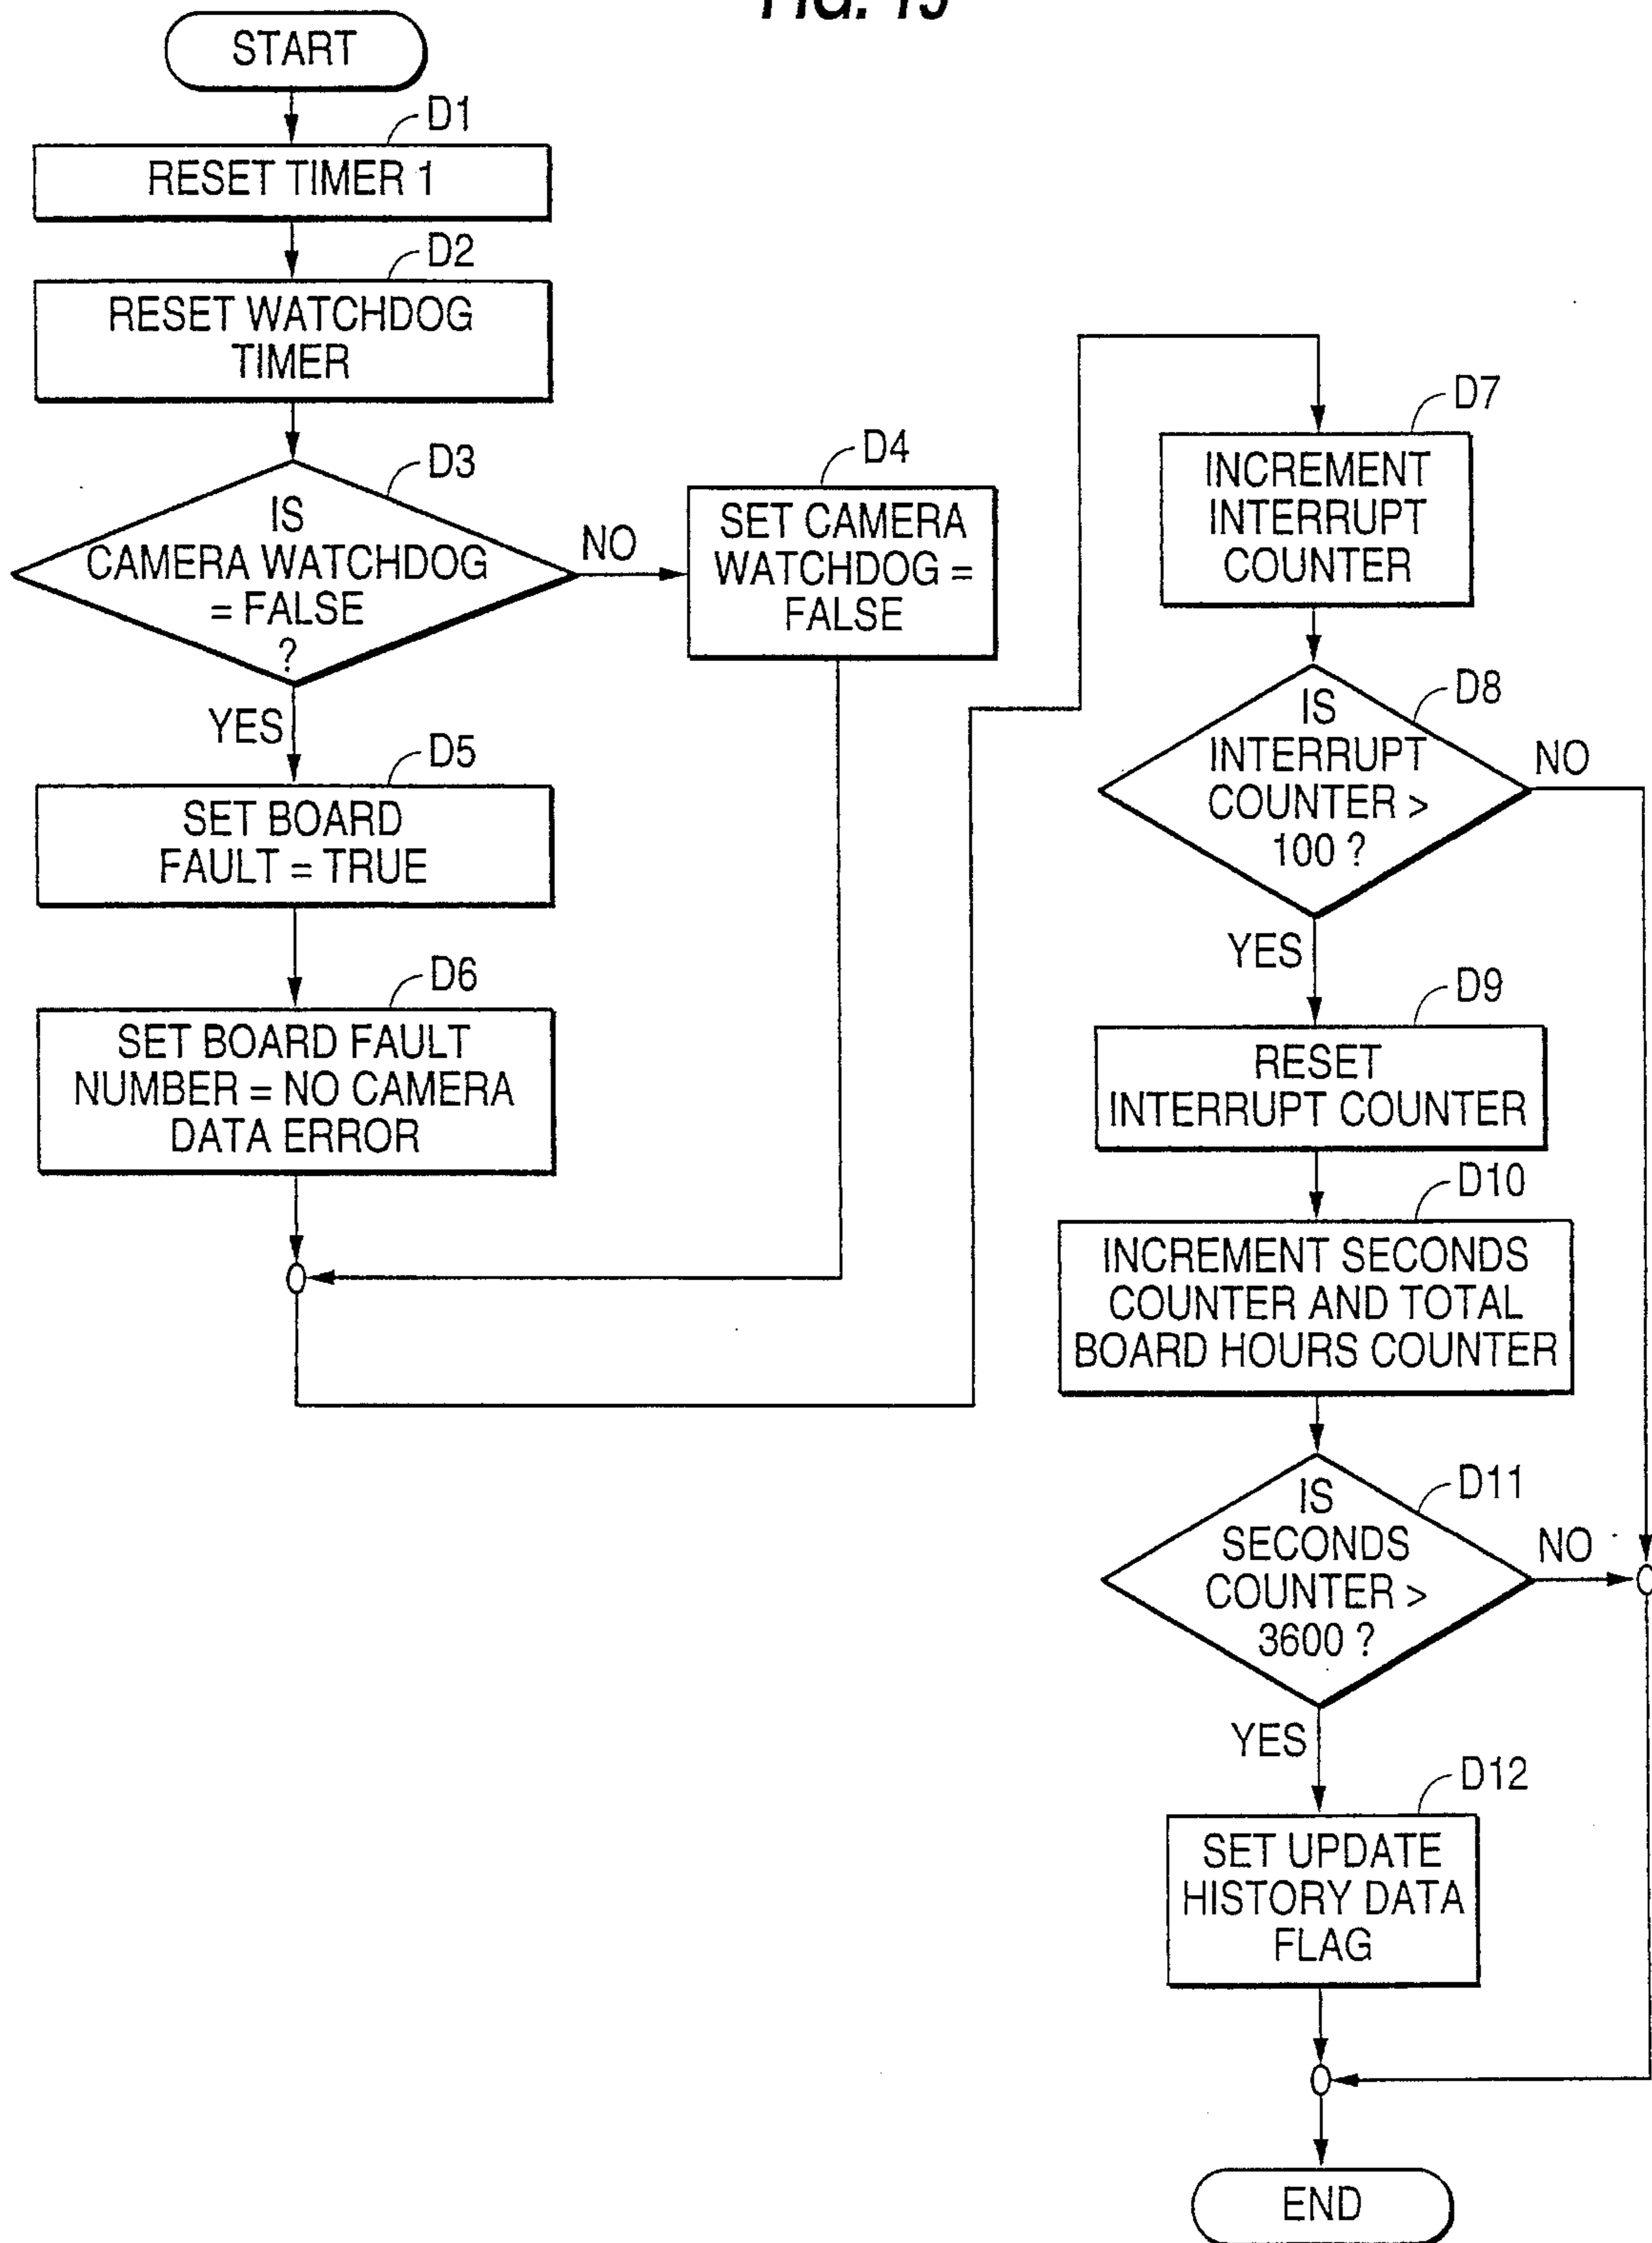 START
D1
RESET TIMER 1
D2
RESET WATCHDOG
TIMER
D3
IS
CAMERA WATCHDOG
= FALSE
?
NO
D4
SET CAMERA
WATCHDOG =
FALSE
YES
D5
SET BOARD
FAULT = TRUE
D6
SET BOARD FAULT
NUMBER = NO CAMERA
DATA ERROR
D7
INCREMENT
INTERRUPT
COUNTER
D8
IS
INTERRUPT
COUNTER >
100 ?
NO
YES
D9
RESET
INTERRUPT COUNTER
D10
INCREMENT SECONDS
COUNTER AND TOTAL
BOARD HOURS COUNTER
D11
IS
SECONDS
COUNTER >
3600 ?
NO
YES
D12
SET UPDATE
HISTORY DATA
FLAG
END